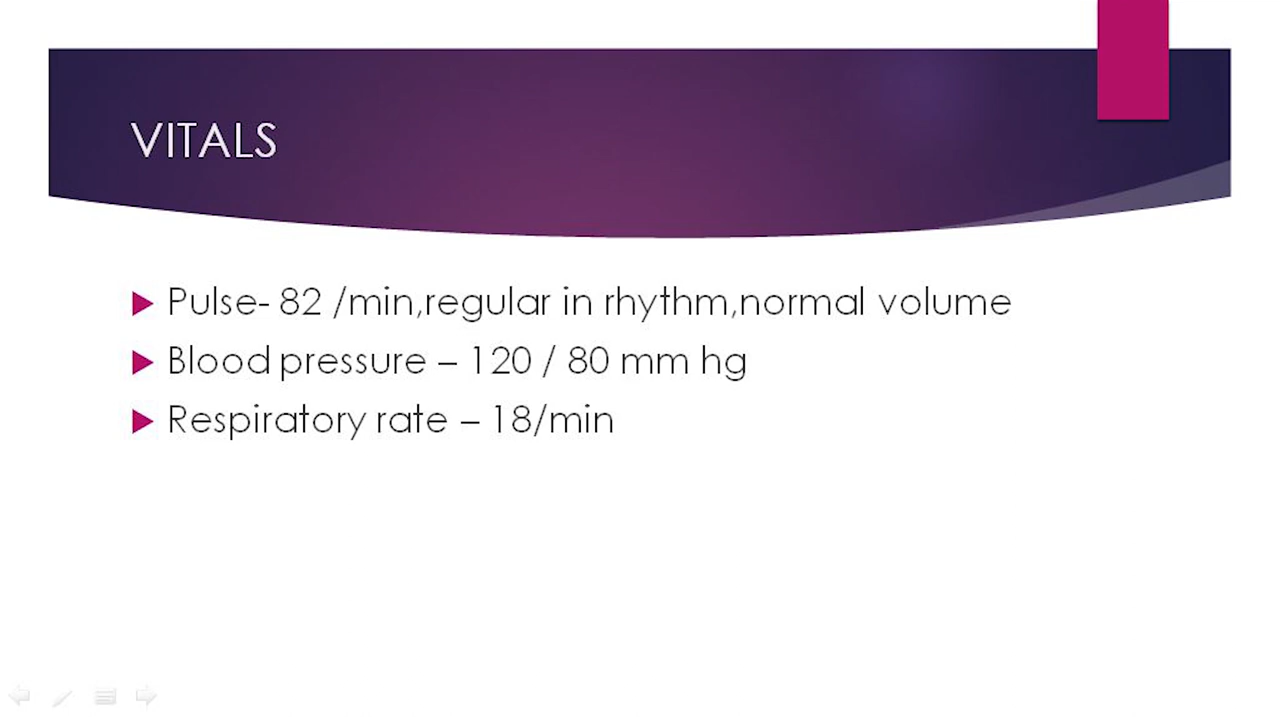 VITALS
Pulse- 82 /min,regular in rhythm,normal volume
Blood pressure – 120 / 80 mm hg
Respiratory rate – 18/min